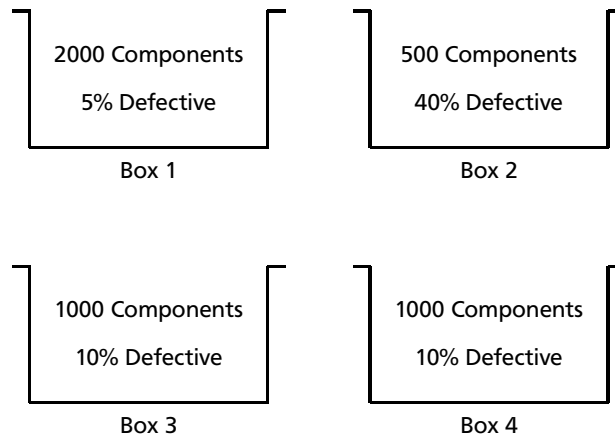 2000 Components
5% Defective
Box 1
500 Components
40% Defective
Box 2
1000 Components
10% Defective
Box 3
1000 Components
10% Defective
Box 4